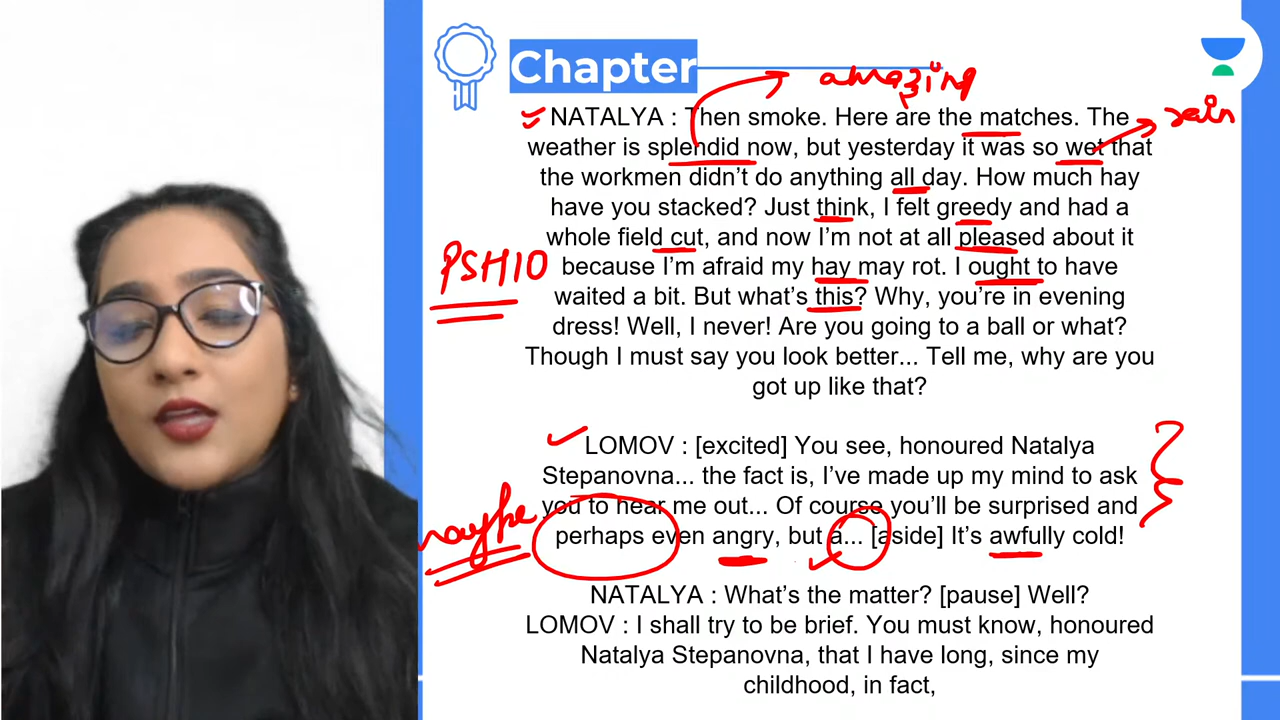 Chapter
amazing
NATALYA : Then smoke. Here are the matches. The
rain
weather is splendid now, but yesterday it was so wet that
the workmen didn't do anything all day. How much hay
have you stacked? Just think, I felt greedy and had a
whole field cut, and now I'm not at all pleased about it
PSH10
because I'm afraid my hay may rot. I ought to have
waited a bit. But what's this? Why, you're in evening
dress! Well, I never! Are you going to a ball or what?
Though I must say you look better... Tell me, why are you
got up like that?
LOMOV : [excited] You see, honoured Natalya
Stepanovna... the fact is, I've made up my mind to ask
you to hear me out... Of course you'll be surprised and
maybe
perhaps even angry, but a... [aside] It's awfully cold!
NATALYA : What's the matter? [pause] Well?
LOMOV : I shall try to be brief. You must know, honoured
Natalya Stepanovna, that I have long, since my
childhood, in fact,